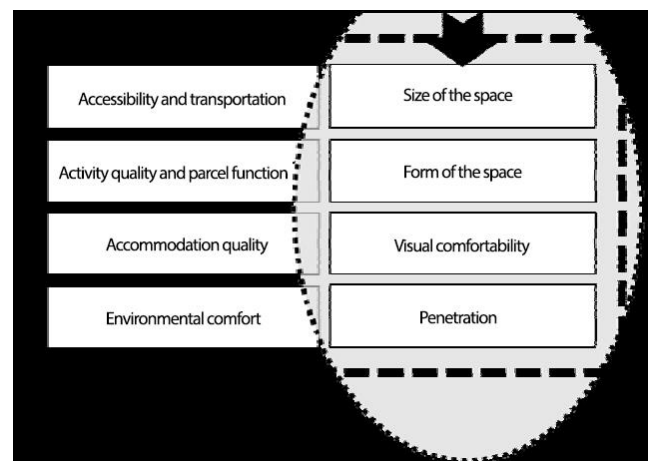 Accessibility and transportation
Size of the space
Activity quality and parcel function
Form of the space
Accommodation quality
Visual comfortability
Environmental comfort
Penetration